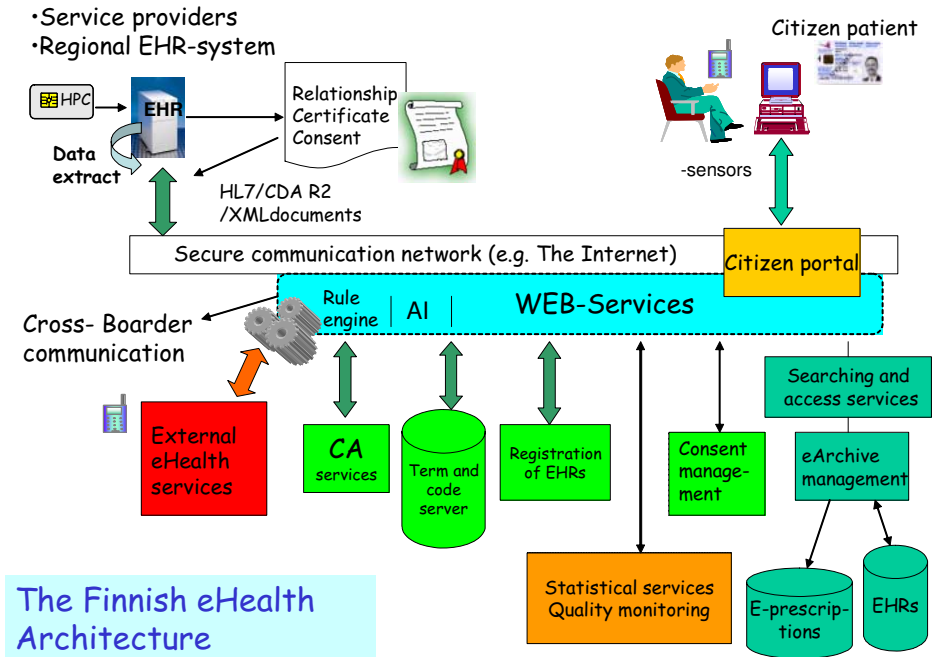 •Service providers
•Regional EHR-system
Citizen patient
HPC
EHR
Data
extract
Relationship
Certificate
Consent
HL7/CDA R2
/XMLdocuments
-sensors
Secure communication network (e.g. The Internet)
Citizen portal
Rule
engine
AI
WEB-Services
Cross- Boarder
communication
External
eHealth
services
CA
services
Term and
code
server
Registration
of EHRs
Consent
manage-
ment
Searching and
access services
eArchive
management
Statistical services
Quality monitoring
E-prescrip-
tions
EHRs
The Finnish eHealth
Architecture